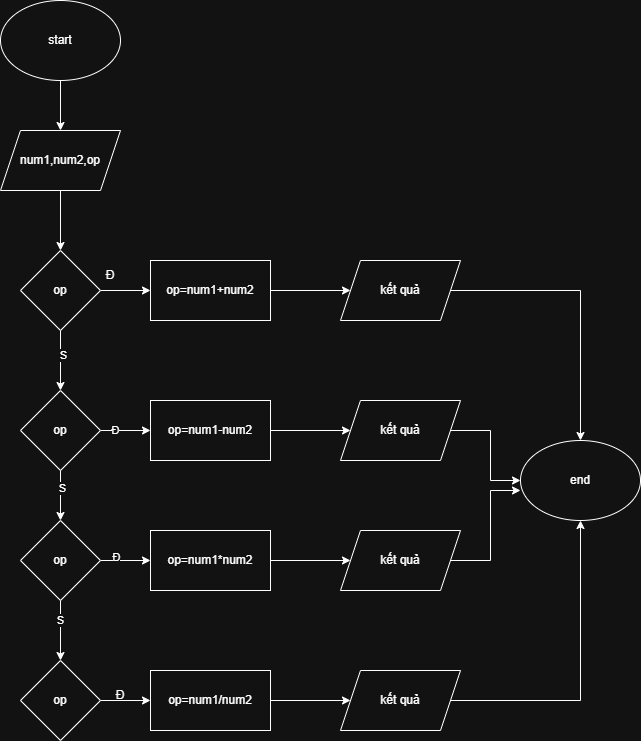 start
num1,num2,op
Đ
op
op=num1+num2
kết quả
S
op
Đ
op=num1-num2
kết quả
end
S
op
Đ
op=num1*num2
kết quả
S
op
Đ
op=num1/num2
kết quả